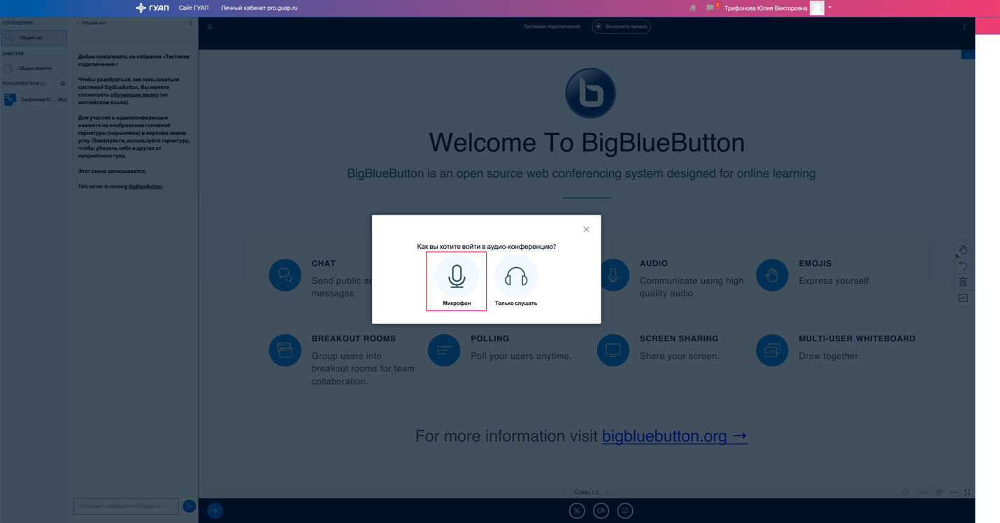 ГУАП
Сайт ГУАП
Личный кабинет pro.guap.ru
2
Трифонова Юлия Викторовна
СООБЩЕНИЯ
Общий чат
ЗАМЕТКИ
Общие заметки
ПОЛЬЗОВАТЕЛИ (1)
Тр
Трифонова Ю... (Вы)
Общий чат
Добро пожаловать на собрание «Тестовое
подключение»!
Чтобы разобраться, как пользоваться
системой BigBlueButton, Вы можете
посмотреть обучающие видео (на
английском языке).
Для участия в аудиоконференции
нажмите на изображение головной
гарнитуры (наушников) в верхнем левом
углу. Пожалуйста, используйте гарнитуру,
чтобы уберечь себя и других от
неприятного гула.
Этот сеанс записывается.
This server is running BigBlueButton.
Отправить сообщение Общий чат
Тестовое подключение
Включить запись
Welcome To BigBlueButton
BigBlueButton is an open source web conferencing system designed for online learning
Как вы хотите войти в аудио-конференцию?
Микрофон
Только слушать
CHAT
Send public an
messages.
AUDIO
Communicate using high
quality audio.
EMOJIS
Express yourself.
BREAKOUT ROOMS
Group users into
breakout rooms for team
collaboration.
POLLING
Poll your users anytime.
SCREEN SHARING
Share your screen.
MULTI-USER WHITEBOARD
Draw together.
For more information visit bigbluebutton.org →
Слайд 1